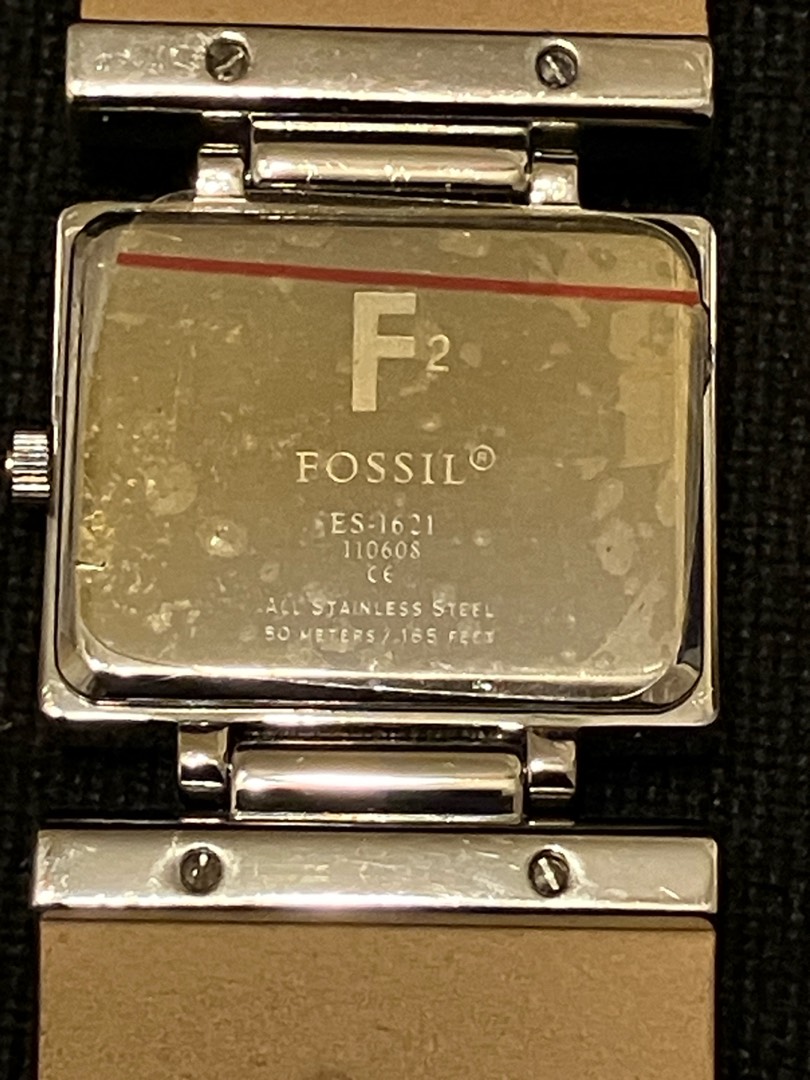 F2
FOSSIL®
ES-1621
110608
CE
ALL STAINLESS STEEL
50 METERS / 165 FEET